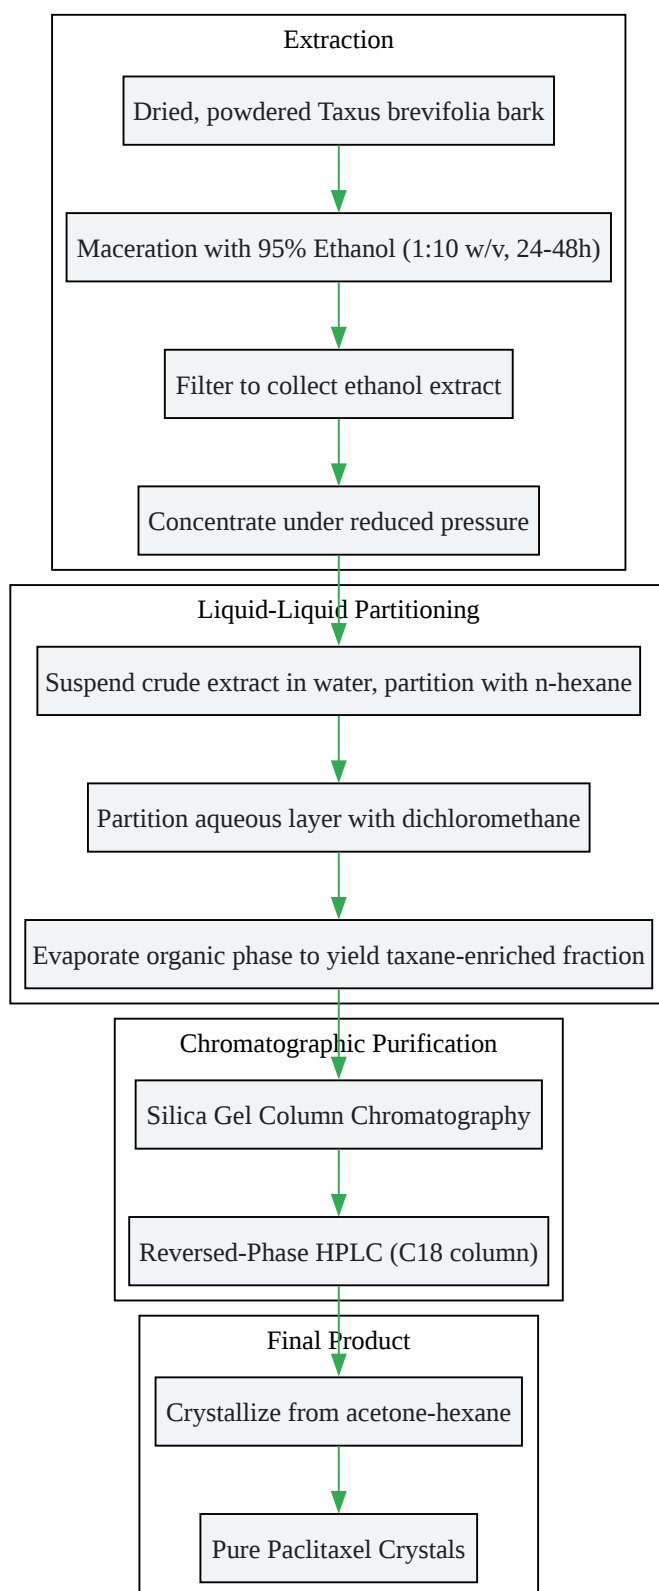 Extraction
Dried, powdered Taxus brevifolia bark
Maceration with 95% Ethanol (1:10 w/v, 24-48h)
Filter to collect ethanol extract
Concentrate under reduced pressure
Liquid-Liquid Partitioning
Suspend crude extract in water, partition with n-hexane
Partition aqueous layer with dichloromethane
Evaporate organic phase to yield taxane-enriched fraction
Chromatographic Purification
Silica Gel Column Chromatography
Reversed-Phase HPLC (C18 column)
Final Product
Crystallize from acetone-hexane
Pure Paclitaxel Crystals